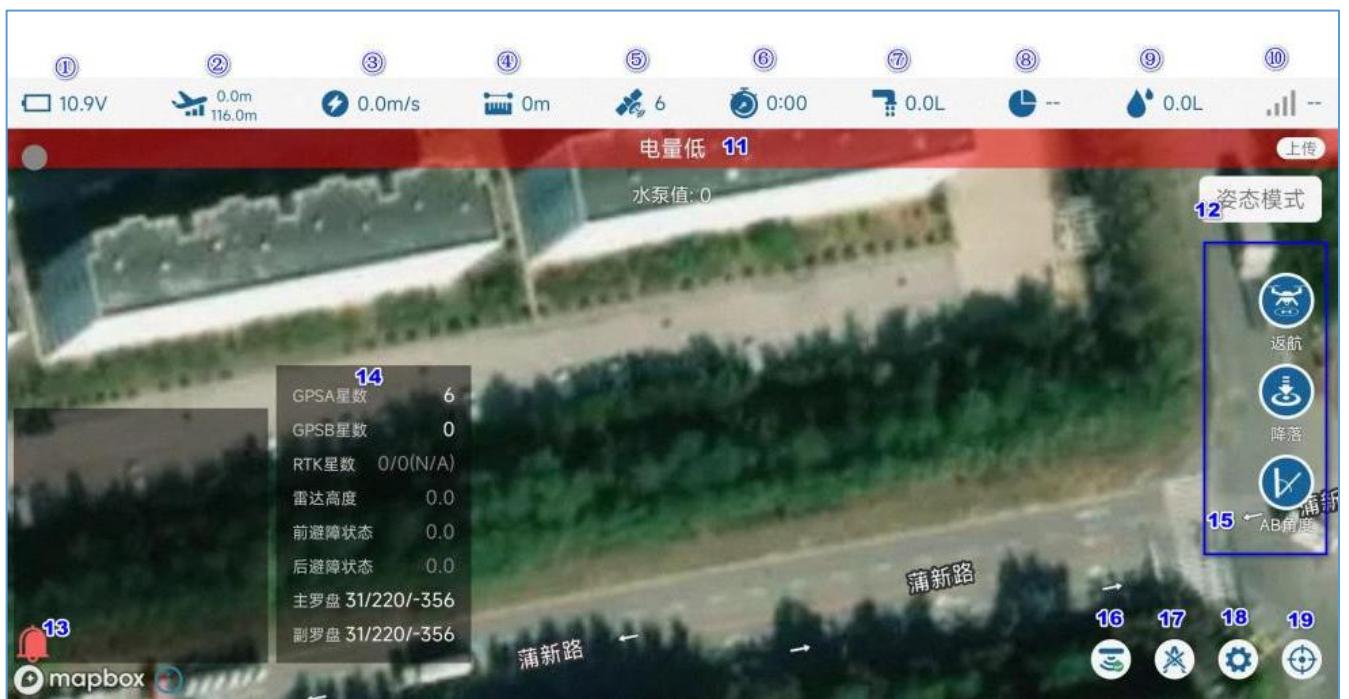 ① ② ③ ④ ⑤ ⑥ ⑦ ⑧ ⑨ ⑩
10.9V 0.0m 0.0m/s 0m 6 0:00 0.0L -- 0.0L --
116.0m
电量低 11 上传
水泵值: 0
12 姿态模式
返航
降落
15 AB角度
蒲新
14
GPSA星数 6
GPSB星数 0
RTK星数 0/0(N/A)
雷达高度 0.0
前避障状态 0.0
后避障状态 0.0
主罗盘 31/220/-356
副罗盘 31/220/-356
蒲新路
蒲新路
13
16 17 18 19
mapbox